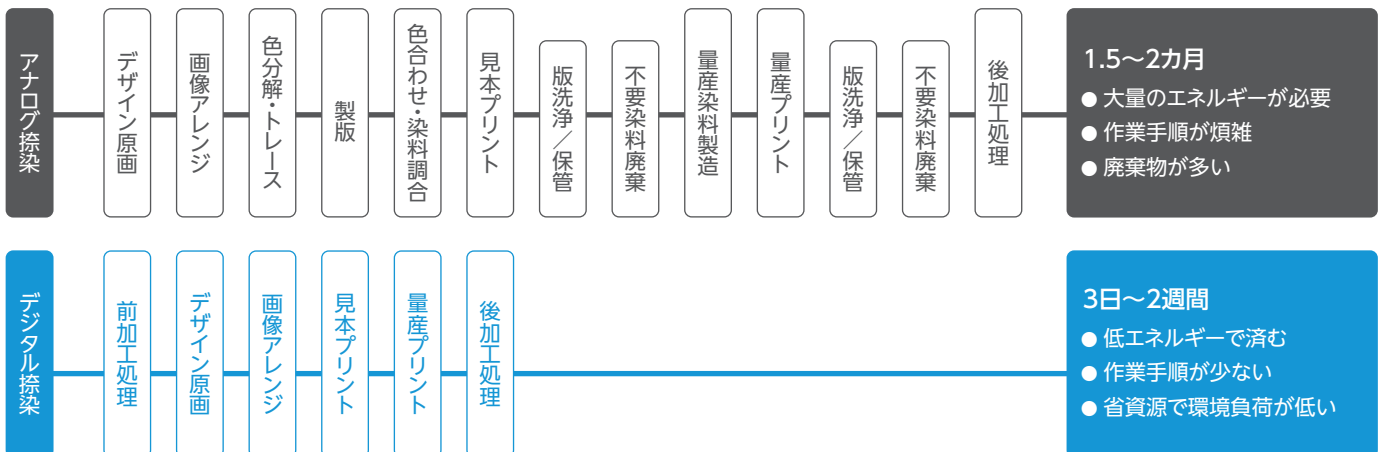 アナログ捺染
デザイン原画
画像アレンジ
色分解・トレース
製版
色合わせ・染料調合
見本プリント
版洗浄／保管
不要染料廃棄
量産染料製造
量産プリント
版洗浄／保管
不要染料廃棄
後加工処理
1.5〜2カ月
● 大量のエネルギーが必要
● 作業手順が煩雑
● 廃棄物が多い
デジタル捺染
前加工処理
デザイン原画
画像アレンジ
見本プリント
量産プリント
後加工処理
3日〜2週間
● 低エネルギーで済む
● 作業手順が少ない
● 省資源で環境負荷が低い